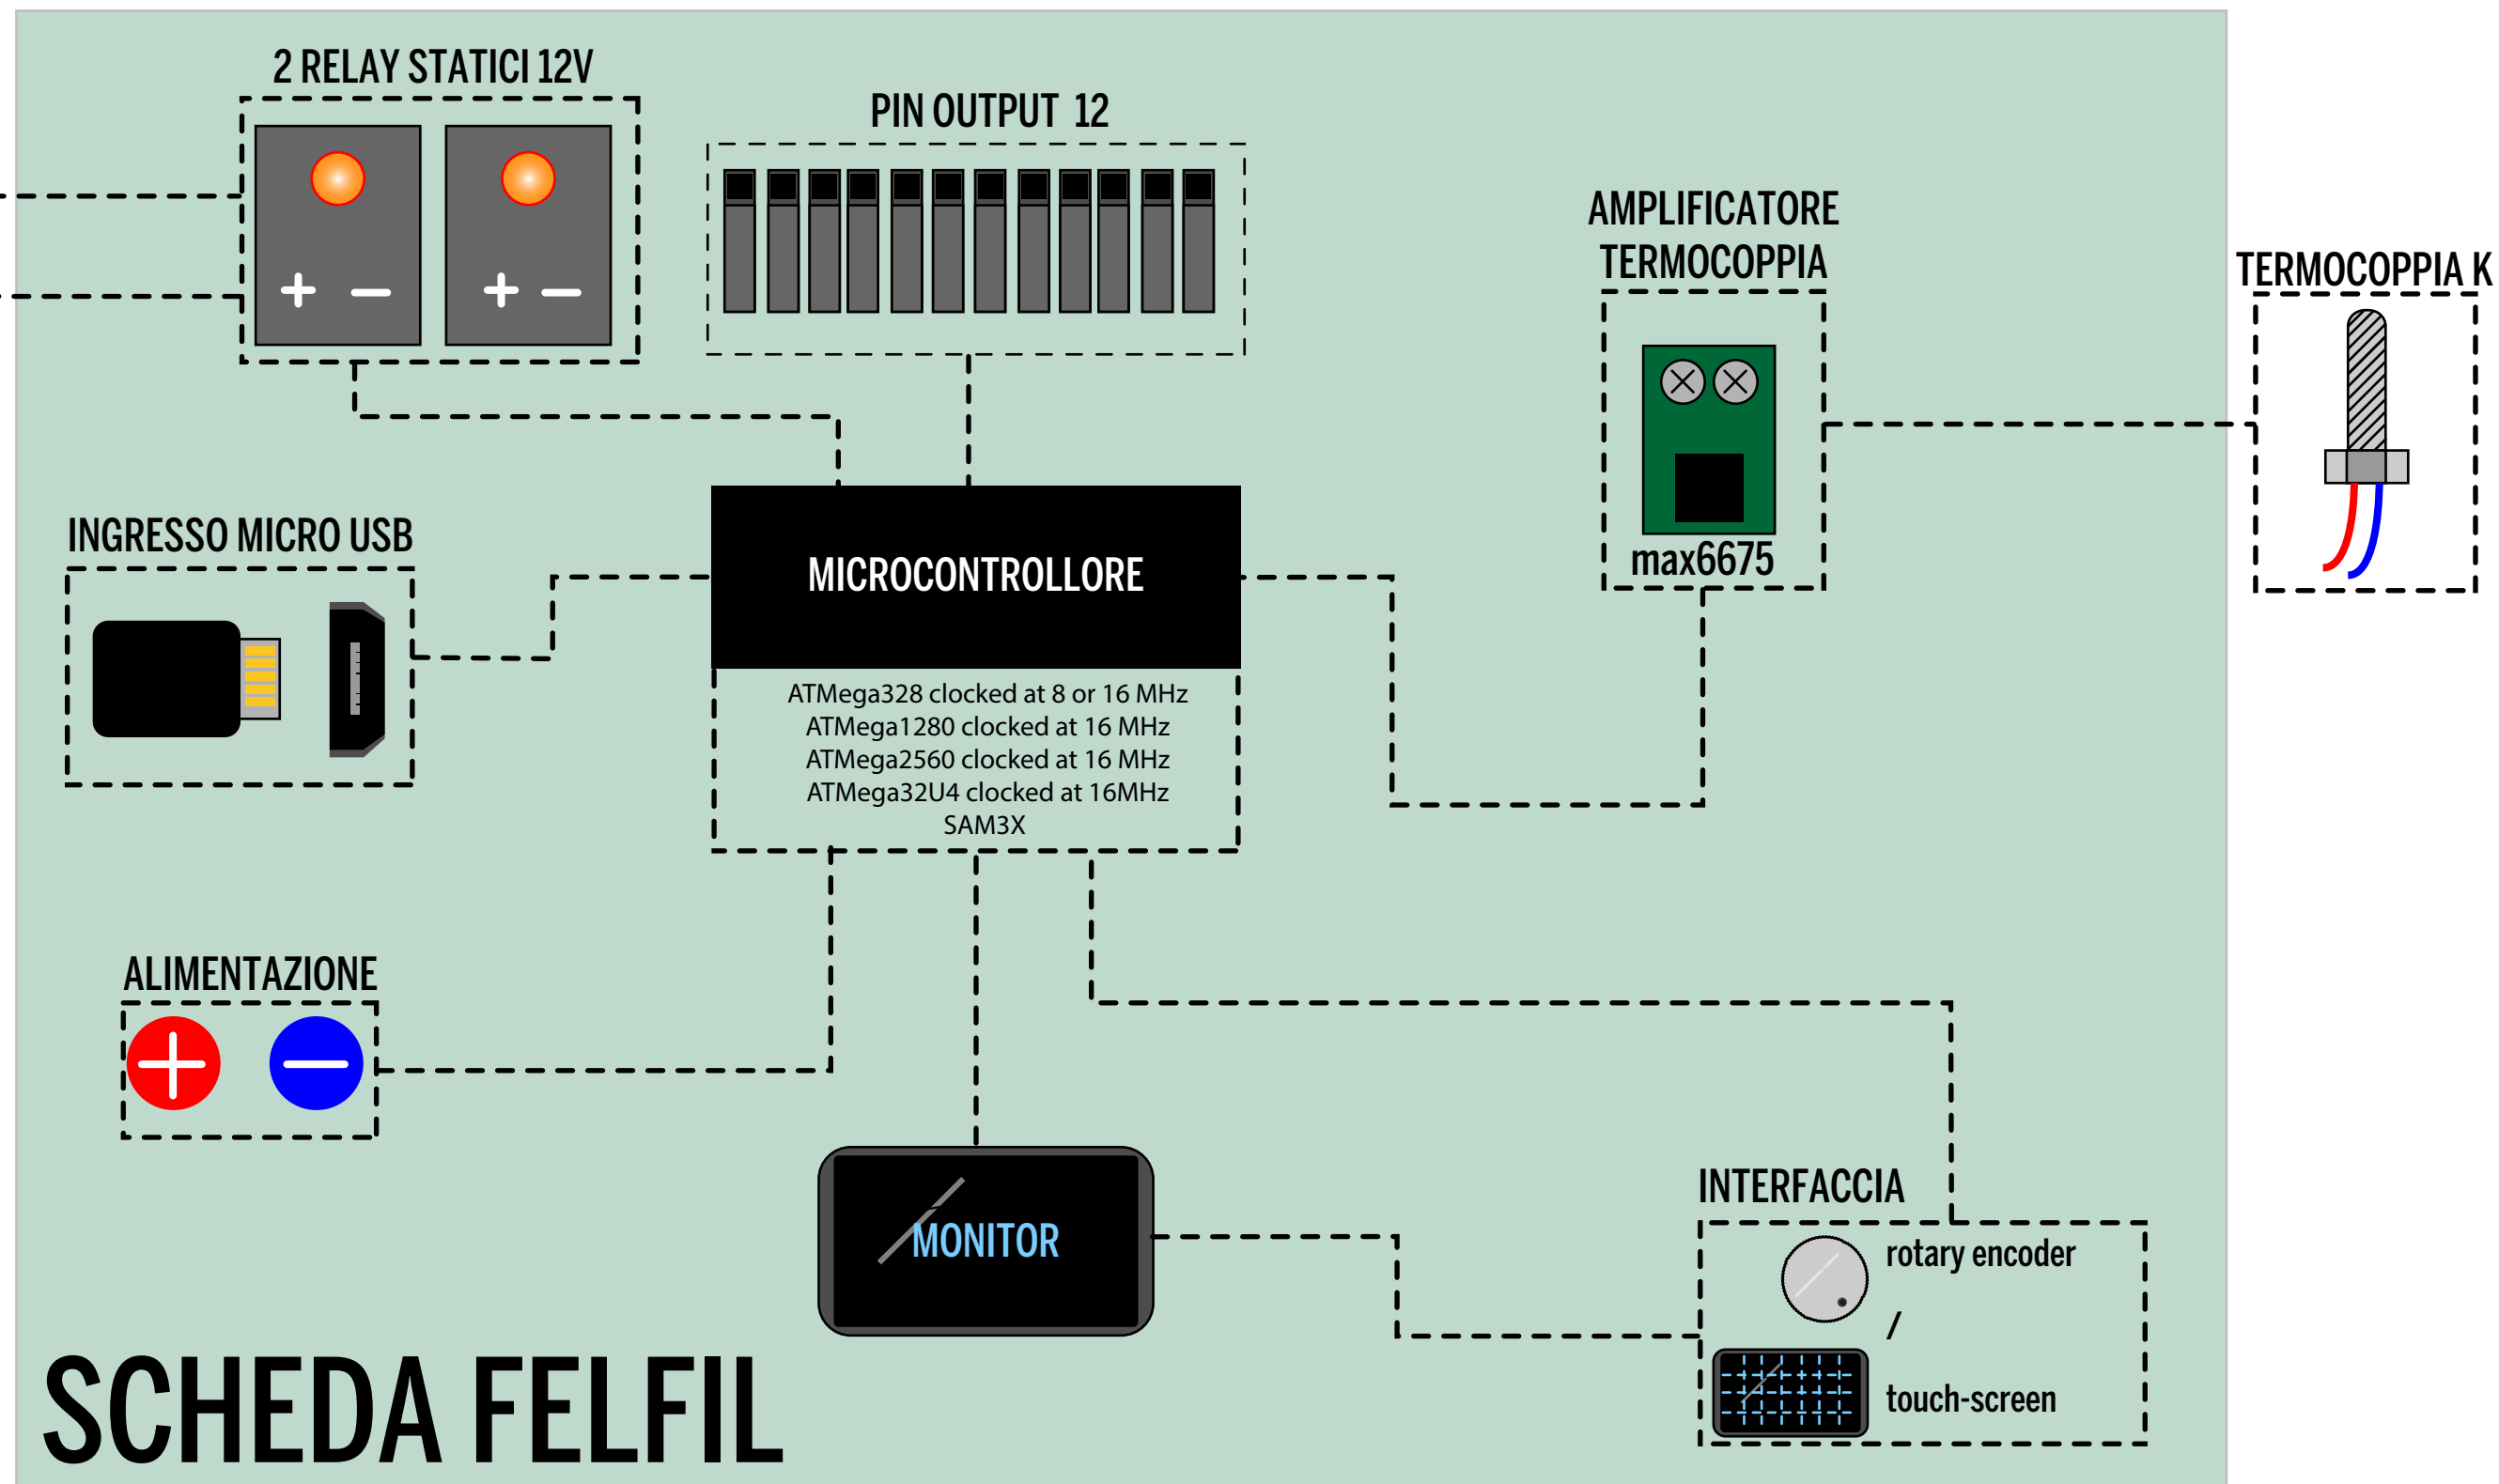 2 RELAY STATICI 12V
PIN OUTPUT 12
AMPLIFICATORE
TERMOCOPPIA
TERMOCOPPIA K
max6675
INGRESSO MICRO USB
MICROCONTROLLORE
ATMega328 clocked at 8 or 16 MHz
ATMega1280 clocked at 16 MHz
ATMega2560 clocked at 16 MHz
ATMega32U4 clocked at 16MHz
SAM3X
ALIMENTAZIONE
MONITOR
INTERFACCIA
rotary encoder
/
touch-screen
SCHEDA FELFIL